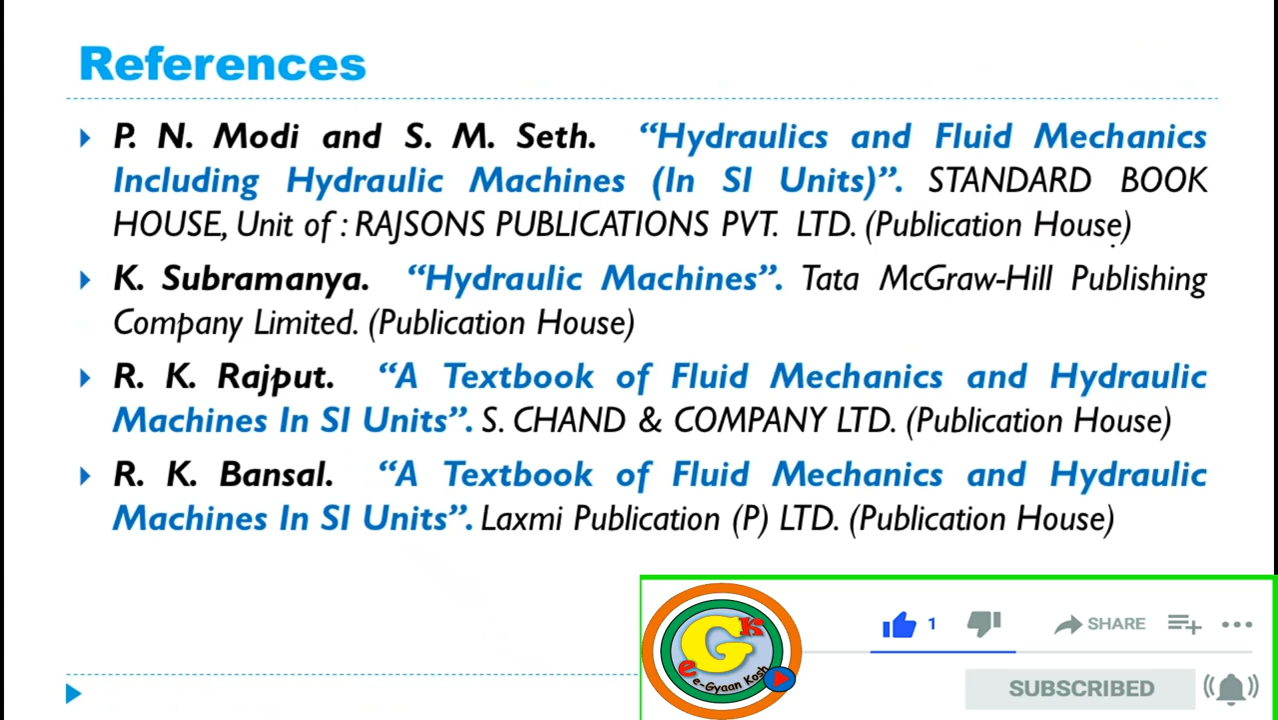 References
P. N. Modi and S. M. Seth. “Hydraulics and Fluid Mechanics
Including Hydraulic Machines (In SI Units)”. STANDARD BOOK
HOUSE, Unit of : RAJSONS PUBLICATIONS PVT. LTD. (Publication House)
K. Subramanya. “Hydraulic Machines”. Tata McGraw-Hill Publishing
Company Limited. (Publication House)
R. K. Rajput. “A Textbook of Fluid Mechanics and Hydraulic
Machines In SI Units”. S. CHAND & COMPANY LTD. (Publication House)
R. K. Bansal. “A Textbook of Fluid Mechanics and Hydraulic
Machines In SI Units”. Laxmi Publication (P) LTD. (Publication House)
e G K
e-Gyaan Kosh
1 SHARE
SUBSCRIBED